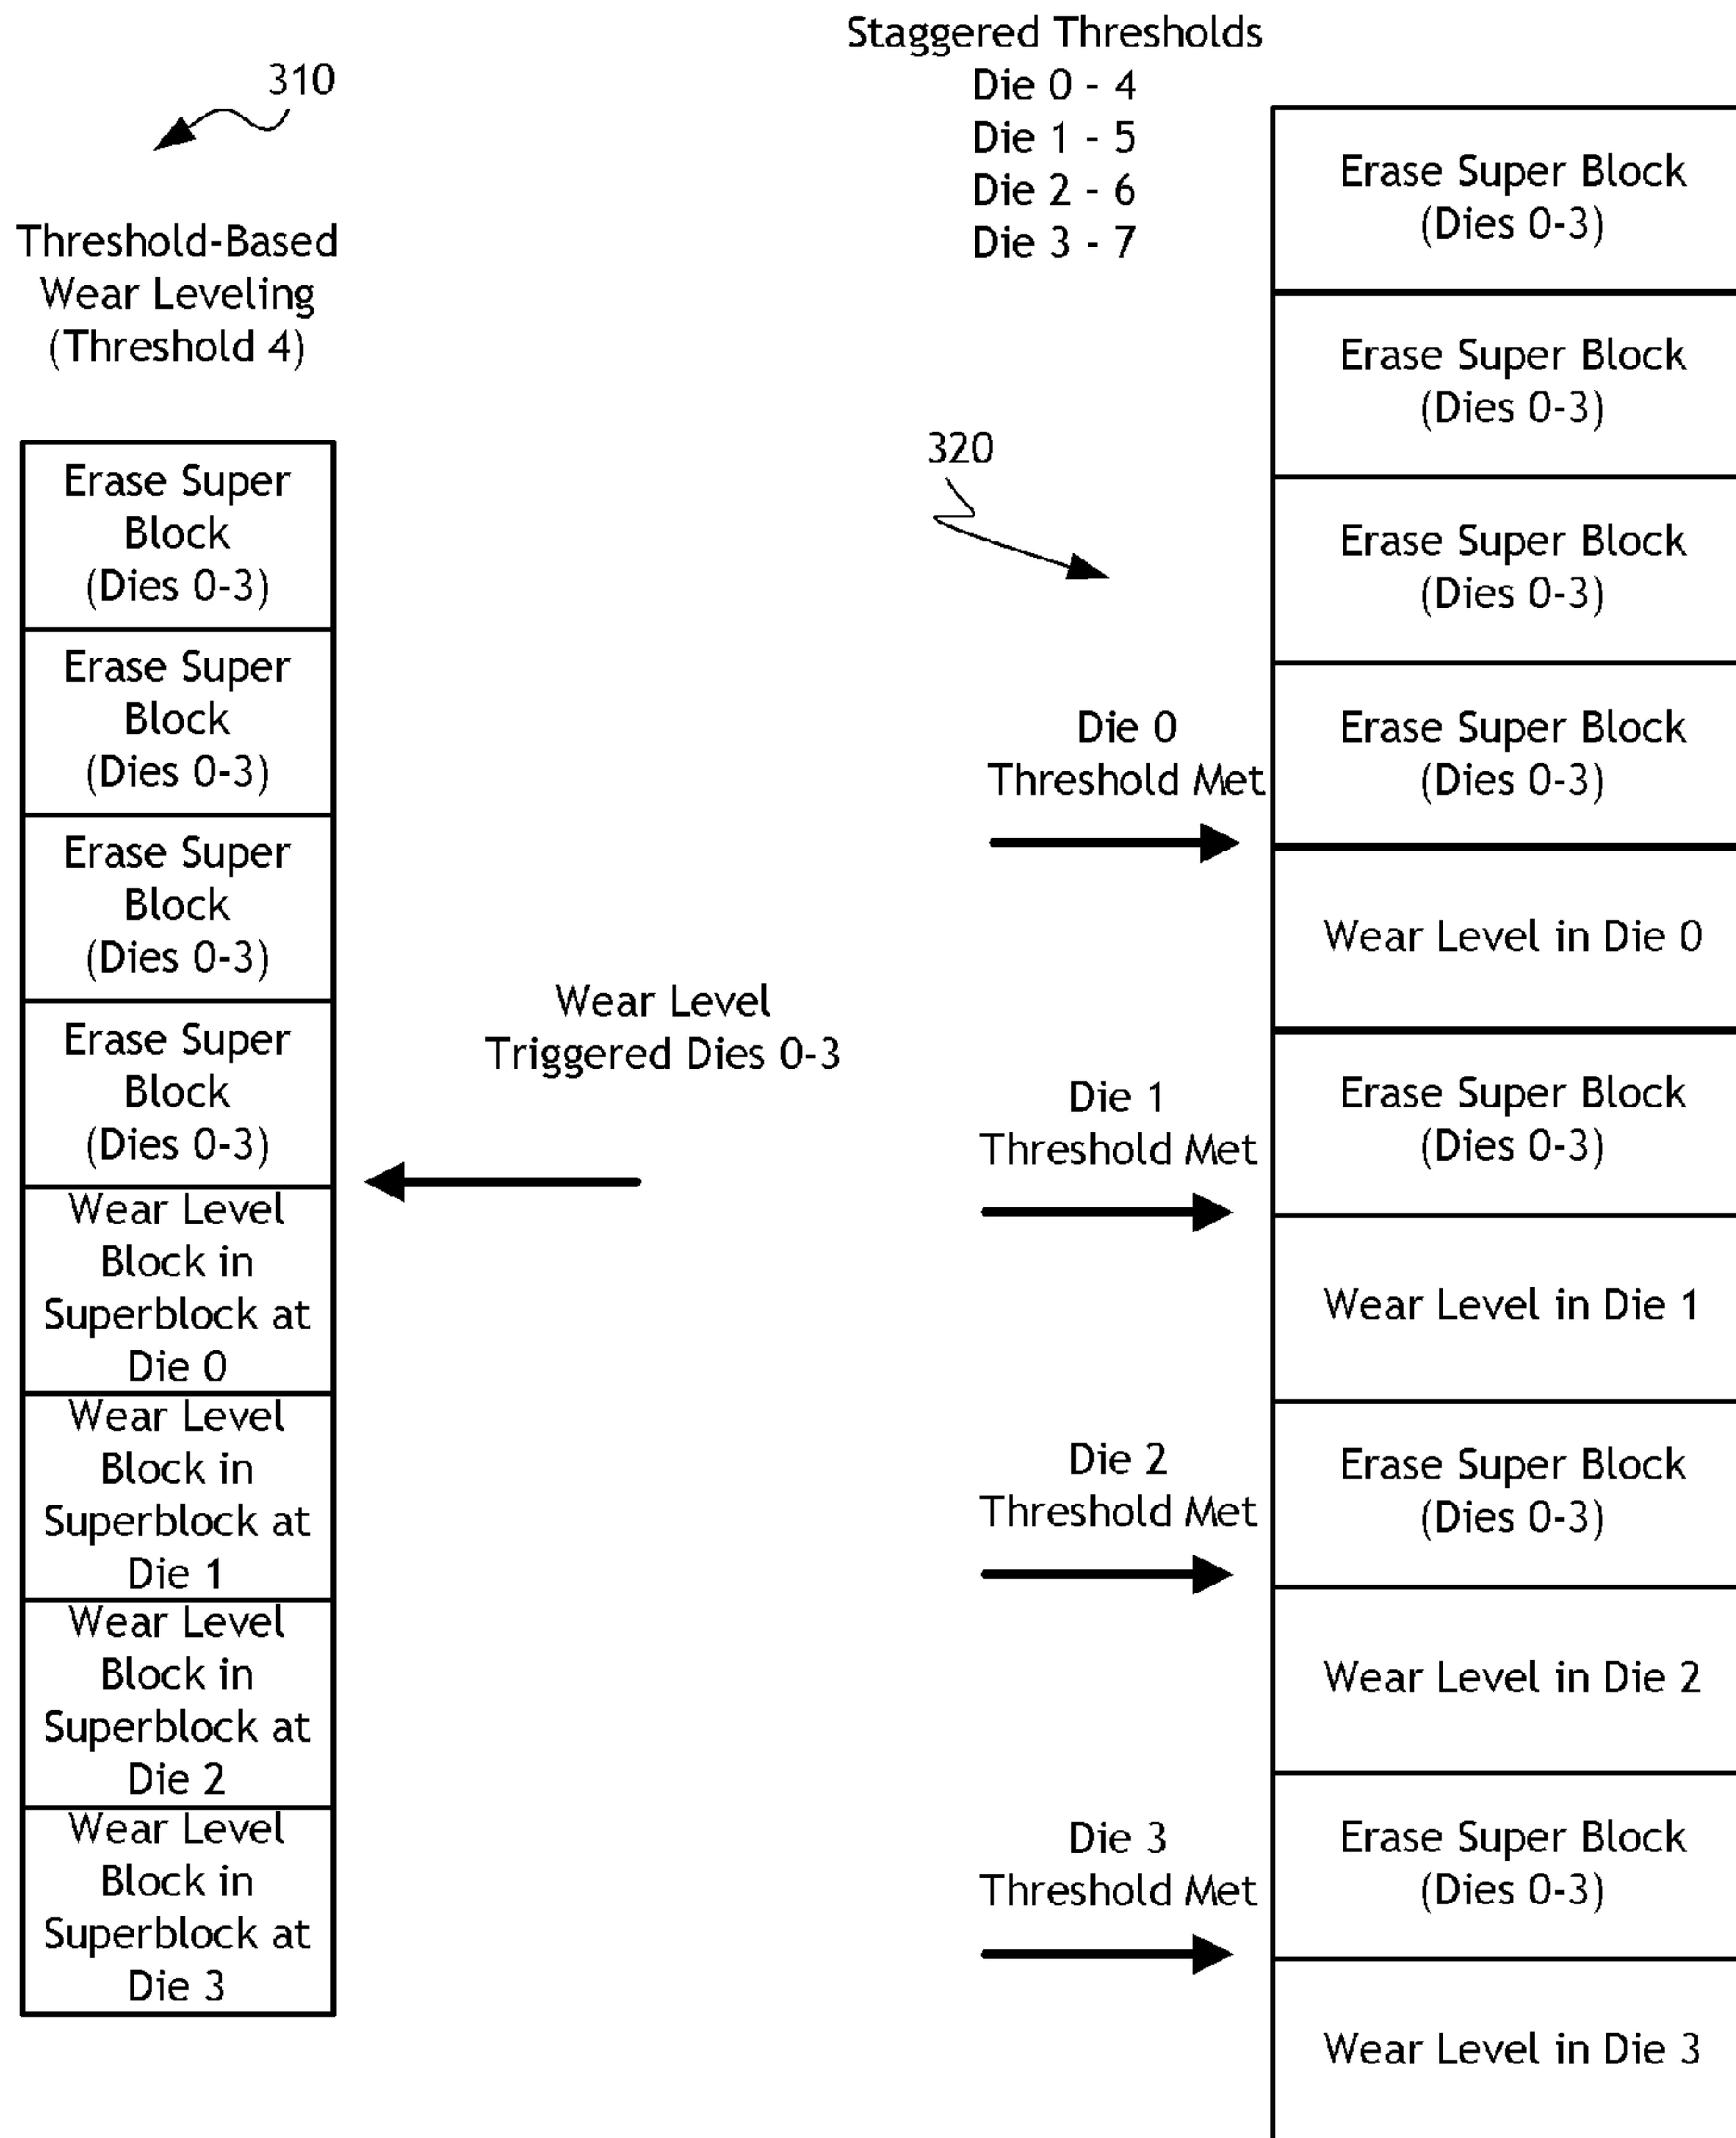 310
Threshold-Based
Wear Leveling
(Threshold 4)
Erase Super
Block
(Dies 0-3)
Erase Super
Block
(Dies 0-3)
Erase Super
Block
(Dies 0-3)
Erase Super
Block
(Dies 0-3)
Wear Level
Block in
Superblock at
Die 0
Wear Level
Block in
Superblock at
Die 1
Wear Level
Block in
Superblock at
Die 2
Wear Level
Block in
Superblock at
Die 3
Wear Level
Triggered Dies 0-3
Staggered Thresholds
Die 0 - 4
Die 1 - 5
Die 2 - 6
Die 3 - 7
320
Die 0
Threshold Met
Die 1
Threshold Met
Die 2
Threshold Met
Die 3
Threshold Met
Erase Super Block
(Dies 0-3)
Erase Super Block
(Dies 0-3)
Erase Super Block
(Dies 0-3)
Erase Super Block
(Dies 0-3)
Wear Level in Die 0
Erase Super Block
(Dies 0-3)
Wear Level in Die 1
Erase Super Block
(Dies 0-3)
Wear Level in Die 2
Erase Super Block
(Dies 0-3)
Wear Level in Die 3